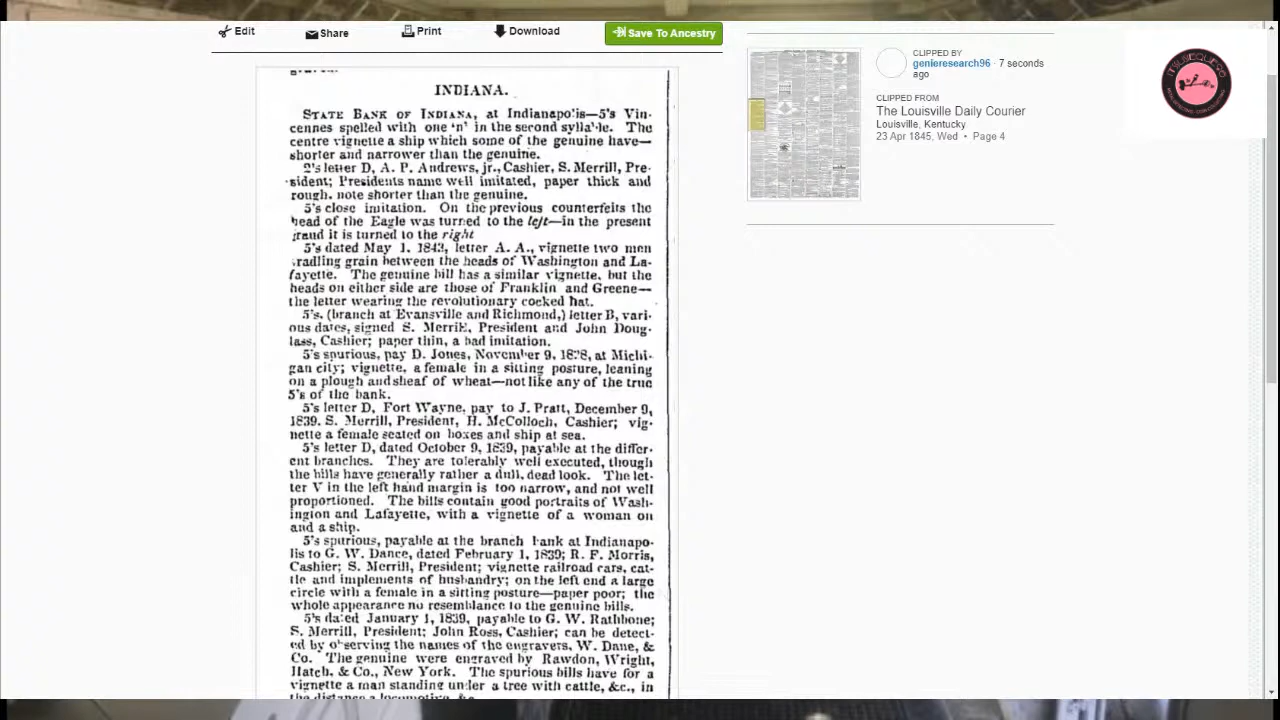 Edit
Share
Print
Download
Save To Ancestry
INDIANA.
STATE BANK OF INDIANA, at Indianapolis—5's Vin-
cennes spelled with one 'n' in the second syllable. The
centre vignette a ship which some of the genuine have—
shorter and narrower than the genuine.
2's letter D, A. P. Andrews, jr., Cashier, S. Merrill, Pre-
sident; Presidents name well imitated, paper thick and
rough, note shorter than the genuine.
5's close imitation. On the previous counterfeits the
head of the Eagle was turned to the left—in the present
fraud it is turned to the right
5's dated May 1, 1843, letter A. A., vignette two men
cradling grain between the heads of Washington and La-
fayette. The genuine bill has a similar vignette, but the
heads on either side are those of Franklin and Greene—
the letter wearing the revolutionary cocked hat.
5's, (branch at Evansville and Richmond,) letter B, vari-
ous dates, signed S. Merrill, President and John Doug-
lass, Cashier; paper thin, a bad imitation.
5's spurious, pay D. Jones, November 9, 1838, at Michi-
gan city; vignette, a female in a sitting posture, leaning
on a plough and sheaf of wheat—not like any of the true
5's of the bank.
5's letter D, Fort Wayne, pay to J. Pratt, December 9,
1839. S. Merrill, President, H. McColloch, Cashier; vig-
nette a female seated on boxes and ship at sea.
5's letter D, dated October 9, 1839, payable at the differ-
ent branches. They are tolerably well executed, though
the bills have generally rather a dull, dead look. The let-
ter V in the left hand margin is too narrow, and not well
proportioned. The bills contain good portraits of Wash-
ington and Lafayette, with a vignette of a woman on
and a ship.
5's spurious, payable at the branch bank at Indianapo-
lis to G. W. Dance, dated February 1, 1839; R. F. Morris,
Cashier; S. Merrill, President; vignette railroad cars, cat-
tle and implements of husbandry; on the left end a large
circle with a female in a sitting posture—paper poor; the
whole appearance no resemblance to the genuine bills.
5's dated January 1, 1839, payable to G. W. Rathbone;
S. Merrill, President; John Ross, Cashier; can be detect-
ed by observing the names of the engravers, W. Dane, &
Co. The genuine were engraved by Rawdon, Wright,
Hatch, & Co., New York. The spurious bills have for a
vignette a man standing under a tree with cattle, &c., in
the distance a locomotive, &c.
CLIPPED BY
genieresearch96 • 7 seconds
ago
CLIPPED FROM
The Louisville Daily Courier
Louisville, Kentucky
23 Apr 1845, Wed • Page 4